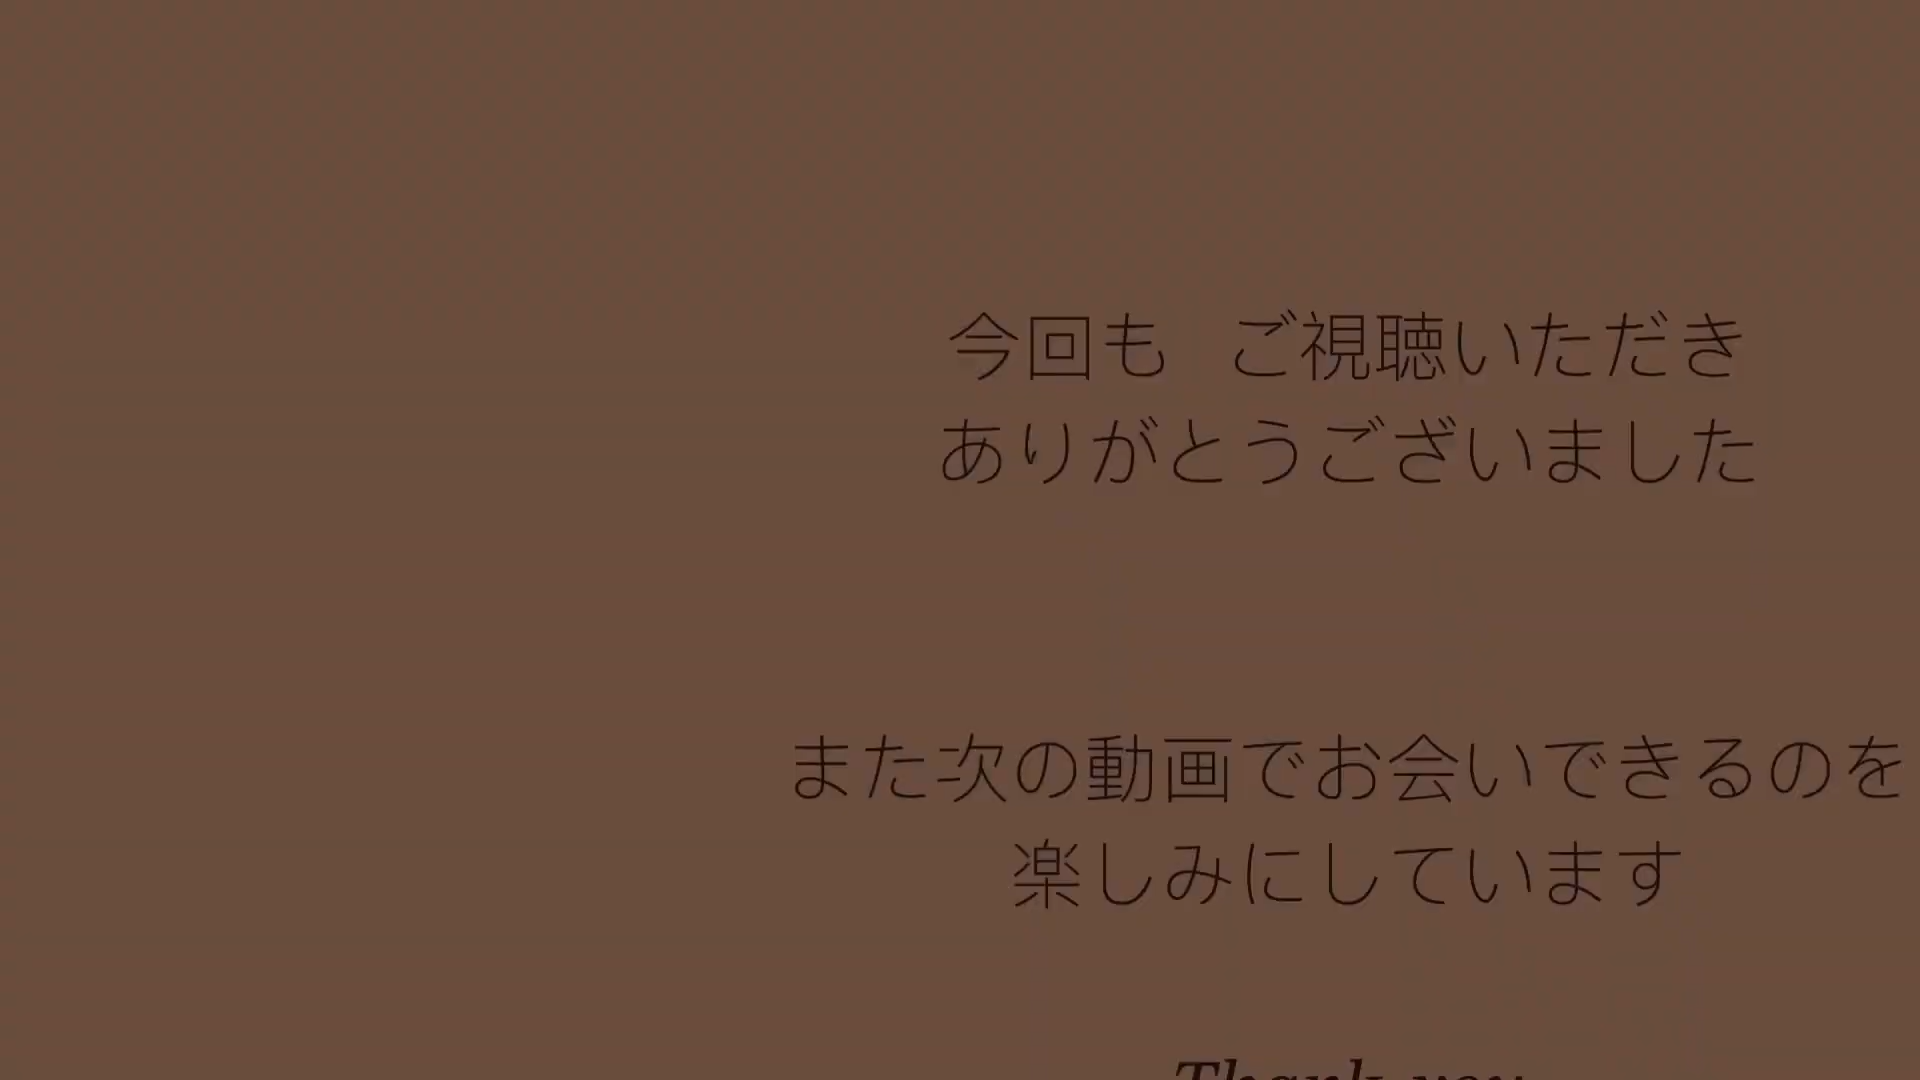 今回も ご視聴いただき
ありがとうございました
また次の動画でお会いできるのを
楽しみにしています
Thank you